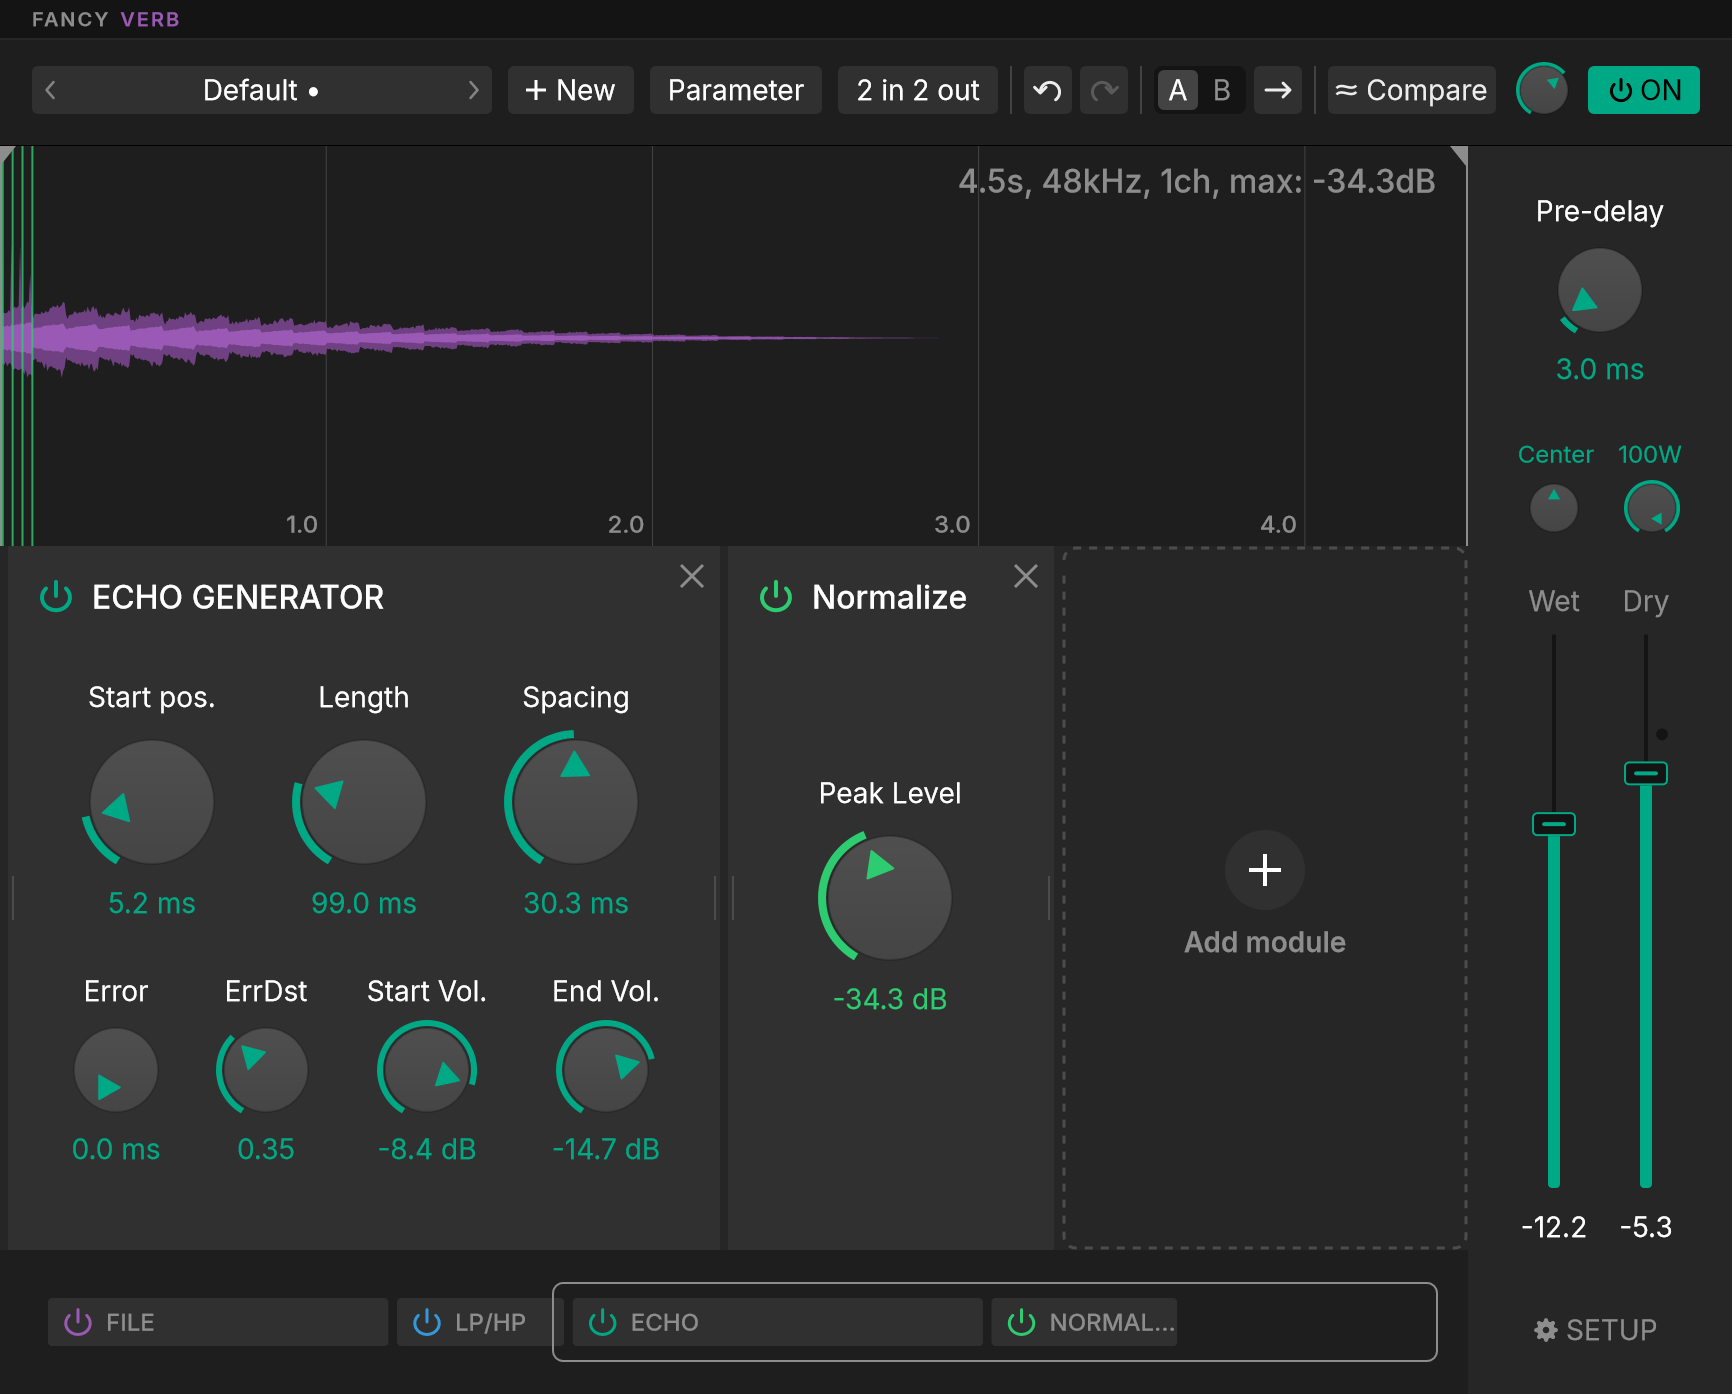 FANCY VERB
Default •
+ New
Parameter
2 in 2 out
A B
≈ Compare
ON
4.5s, 48kHz, 1ch, max: -34.3dB
1.0 2.0 3.0 4.0
Pre-delay
3.0 ms
Center 100W
Wet Dry
-12.2 -5.3
ECHO GENERATOR
Start pos. Length Spacing
5.2 ms 99.0 ms 30.3 ms
Error ErrDst Start Vol. End Vol.
0.0 ms 0.35 -8.4 dB -14.7 dB
Normalize
Peak Level
-34.3 dB
Add module
FILE LP/HP ECHO NORMAL...
SETUP